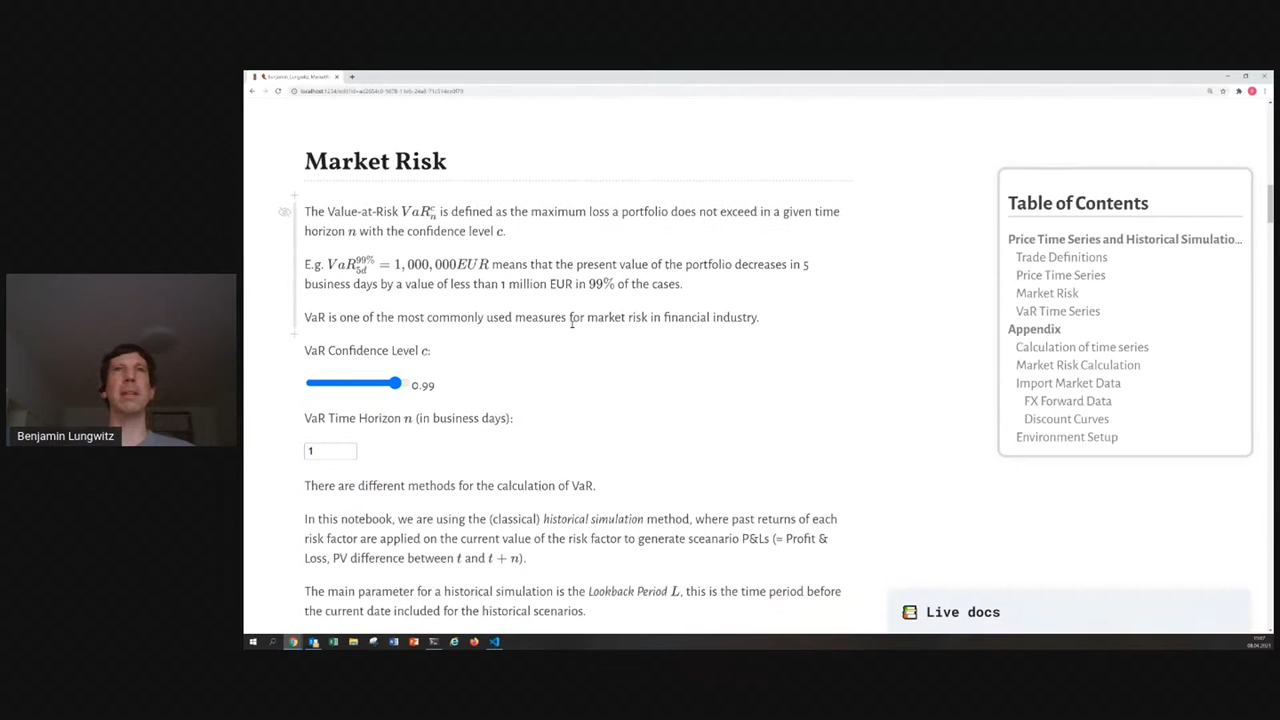 Market Risk
The Value-at-Risk VaR_n^c is defined as the maximum loss a portfolio does not exceed in a given time
horizon n with the confidence level c.
E.g. VaR_5d^99% = 1,000,000EUR means that the present value of the portfolio decreases in 5
business days by a value of less than 1 million EUR in 99% of the cases.
VaR is one of the most commonly used measures for market risk in financial industry.
VaR Confidence Level c:
0.99
VaR Time Horizon n (in business days):
1
There are different methods for the calculation of VaR.
In this notebook, we are using the (classical) historical simulation method, where past returns of each
risk factor are applied on the current value of the risk factor to generate sceanario P&Ls (= Profit &
Loss, PV difference between t and t + n).
The main parameter for a historical simulation is the Lookback Period L, this is the time period before
the current date included for the historical scenarios.
Table of Contents
Price Time Series and Historical Simulatio...
Trade Definitions
Price Time Series
Market Risk
VaR Time Series
Appendix
Calculation of time series
Market Risk Calculation
Import Market Data
FX Forward Data
Discount Curves
Environment Setup
Live docs
Benjamin Lungwitz